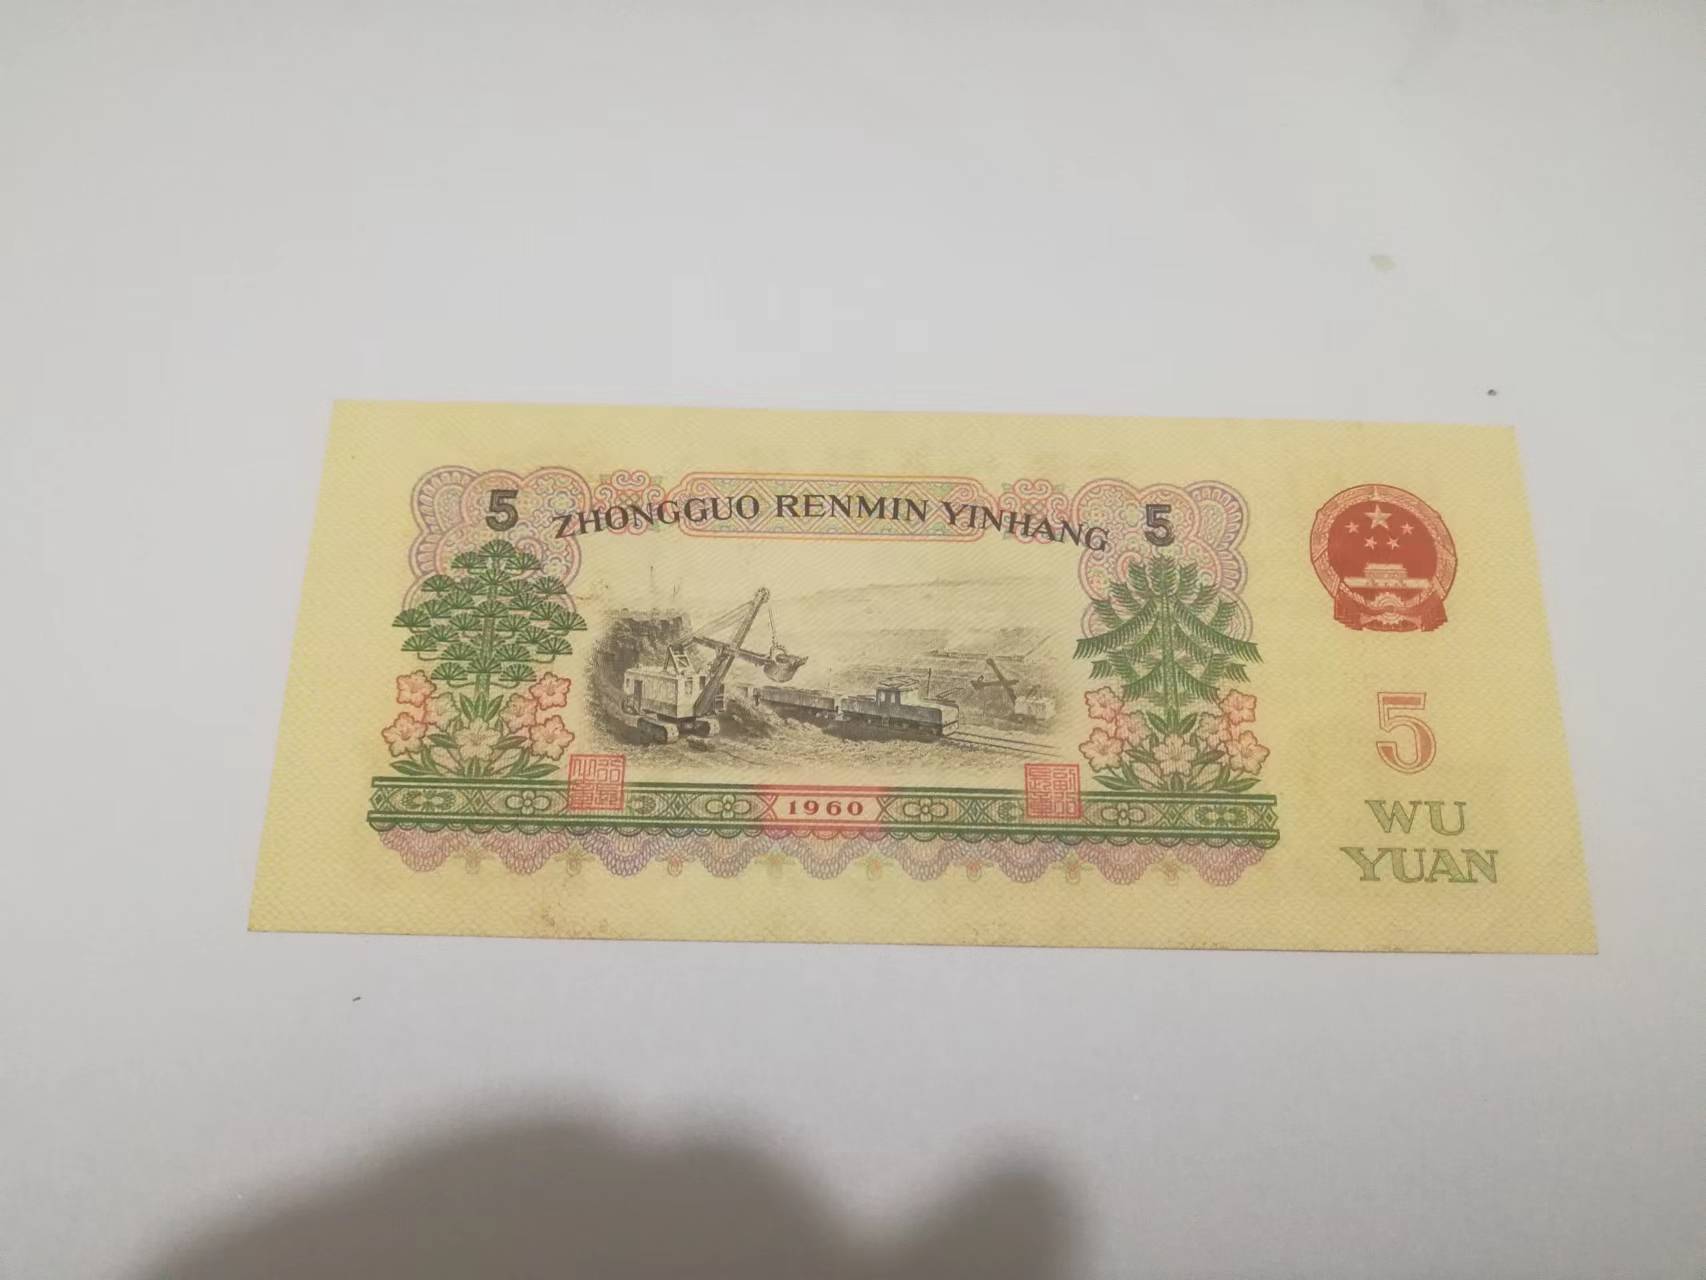 5 ZHONGGUO RENMIN YINHANG 5
1960
5
WU
YUAN